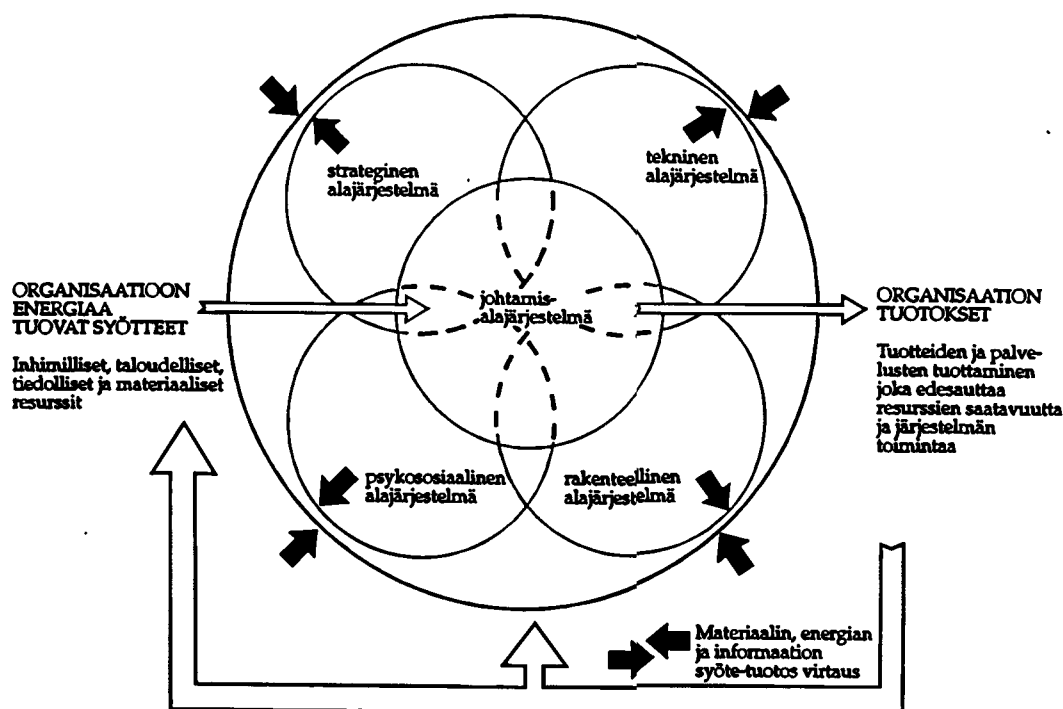 strateginen
alajärjestelmä
tekninen
alajärjestelmä
ORGANISAATIOON
ENERGIAA
TUOVAT SYÖTTEET
Inhimilliset, taloudelliset,
tiedolliset ja materiaaliset
resurssit
johtamis-
alajärjestelmä
ORGANISAATION
TUOTOKSET
Tuotteiden ja palve-
lusten tuottaminen
joka edesauttaa
resurssien saatavuutta
ja järjestelmän
toimintaa
psykososiaalinen
alajärjestelmä
rakenteellinen
alajärjestelmä
Materiaalin, energian
ja informaation
syöte-tuotos virtaus